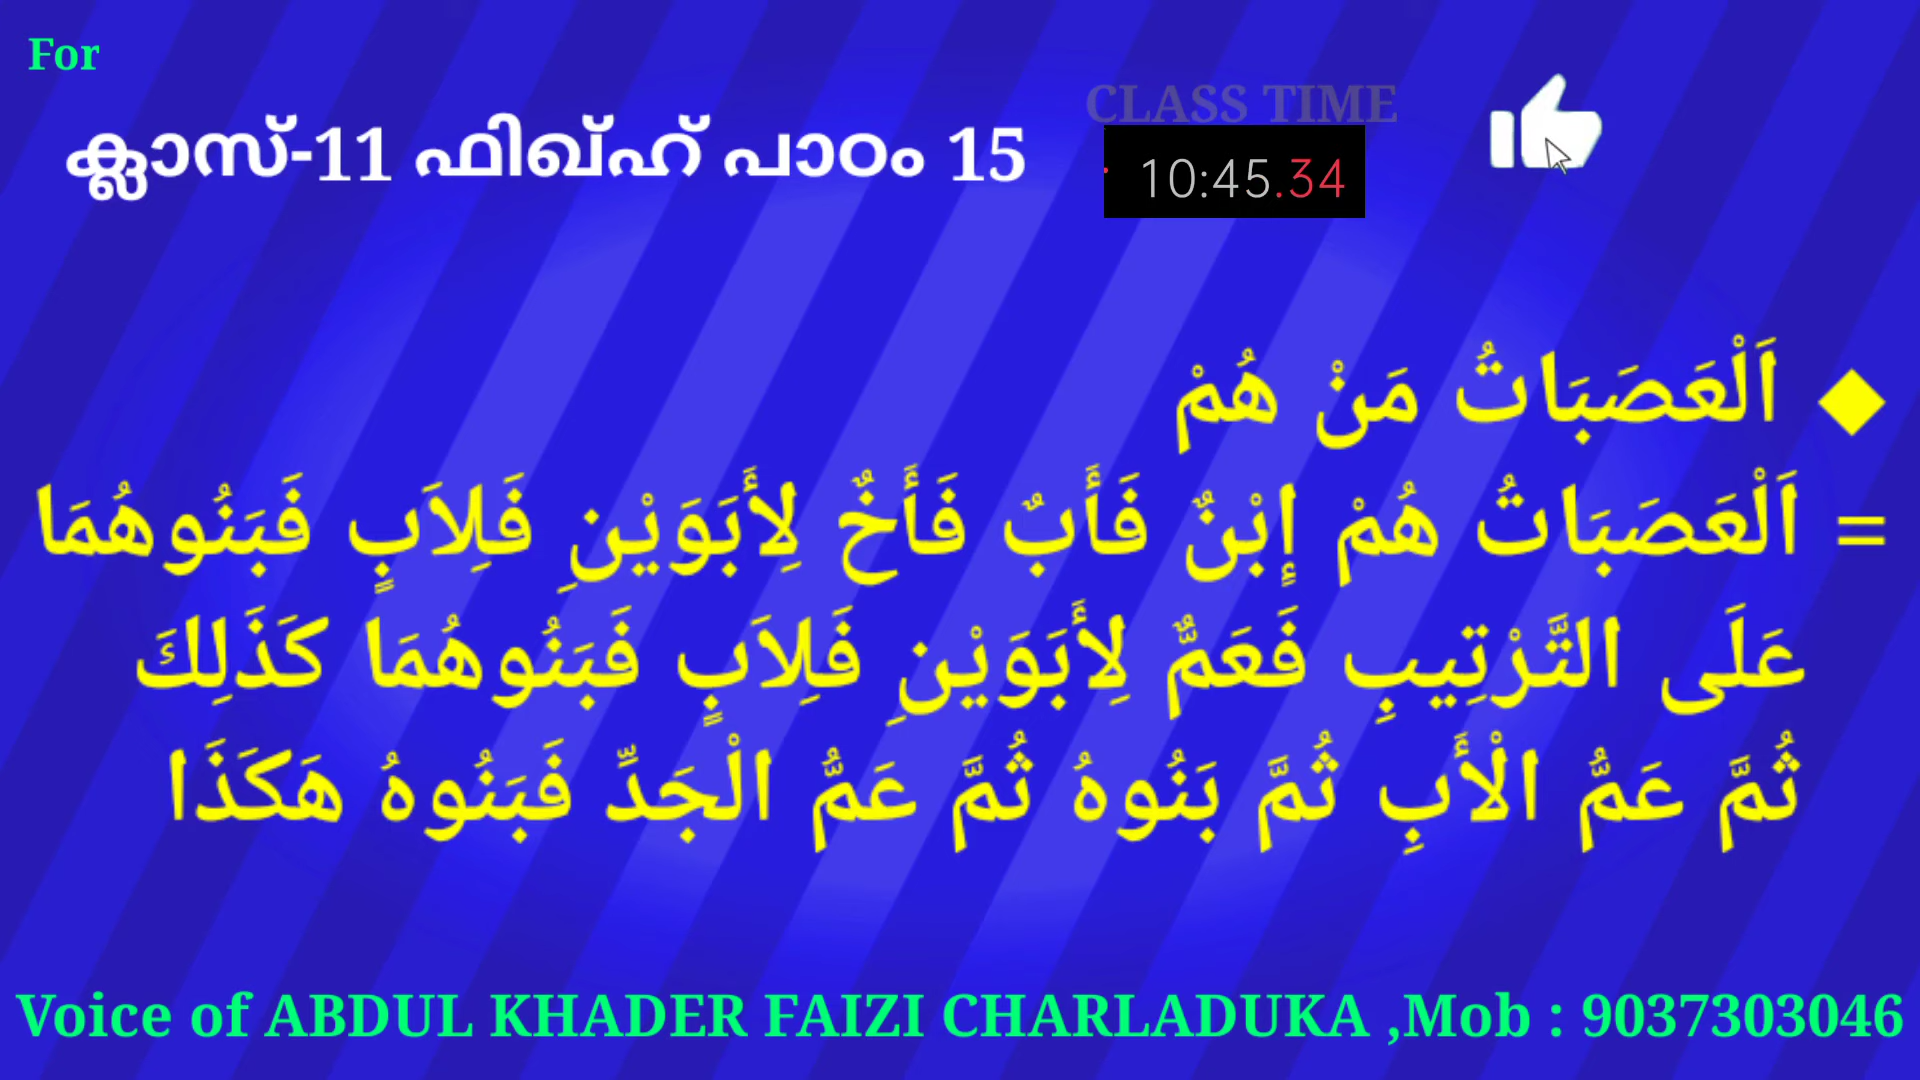 For
CLASS TIME
ക്ലാസ്-11 ഫിഖ്ഹ് പാഠം 15
10:45.34
◆ اَلْعَصَبَاتُ مَنْ هُمْ
= اَلْعَصَبَاتُ هُمْ إِبْنٌ فَأَبٌ فَأَخٌ لِأَبَوَيْنِ فَلِاَبٍ فَبَنُوهُمَا
عَلَى التَّرْتِيبِ فَعَمٌّ لِأَبَوَيْنِ فَلِاَبٍ فَبَنُوهُمَا كَذَلِكَ
ثُمَّ عَمُّ الْأَبِ ثُمَّ بَنُوهُ ثُمَّ عَمُّ الْجَدِّ فَبَنُوهُ هَكَذَا
Voice of ABDUL KHADER FAIZI CHARLADUKA ,Mob : 9037303046